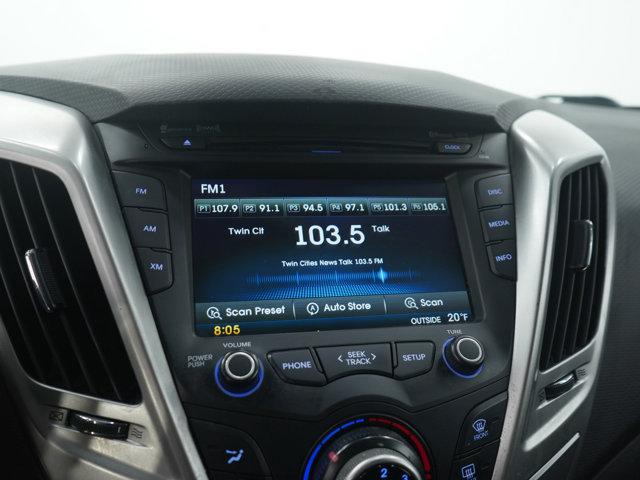 CLOCK
FM
AM
XM
FM1
P1 107.9 P2 91.1 P3 94.5 P4 97.1 P5 101.3 P6 105.1
Twin Cit 103.5 Talk
Twin Cities News Talk 103.5 FM
Scan Preset Auto Store Scan
8:05 OUTSIDE 20°F
DISC
MEDIA
INFO
VOLUME
POWER
PUSH
PHONE
SEEK
TRACK
SETUP
TUNE
FRONT
2 3